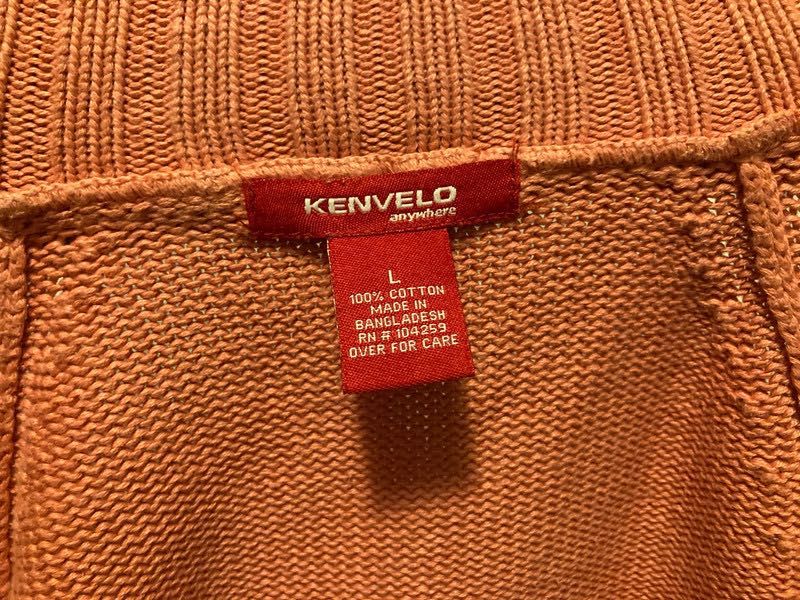 KENVELO
anywhere
L
100% COTTON
MADE IN
BANGLADESH
RN # 104259
OVER FOR CARE